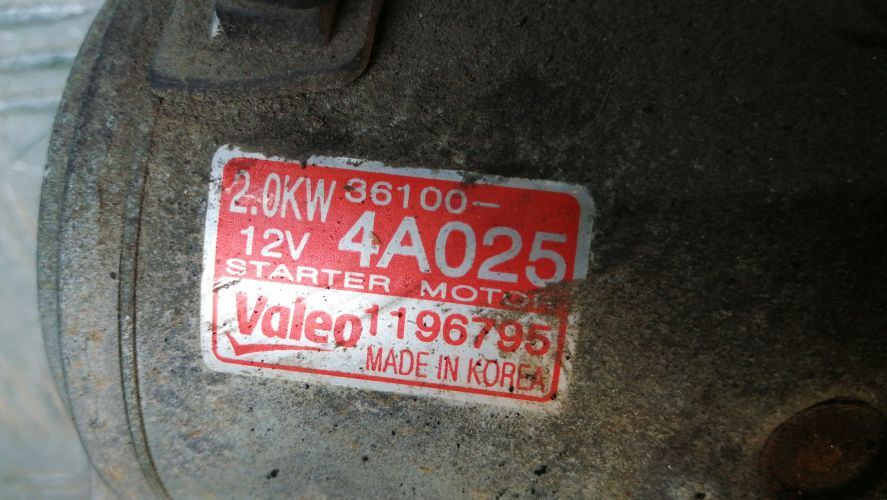 2.0KW 36100-
12V 4A025
STARTER MOTOR
Valeo 1196795
MADE IN KOREA